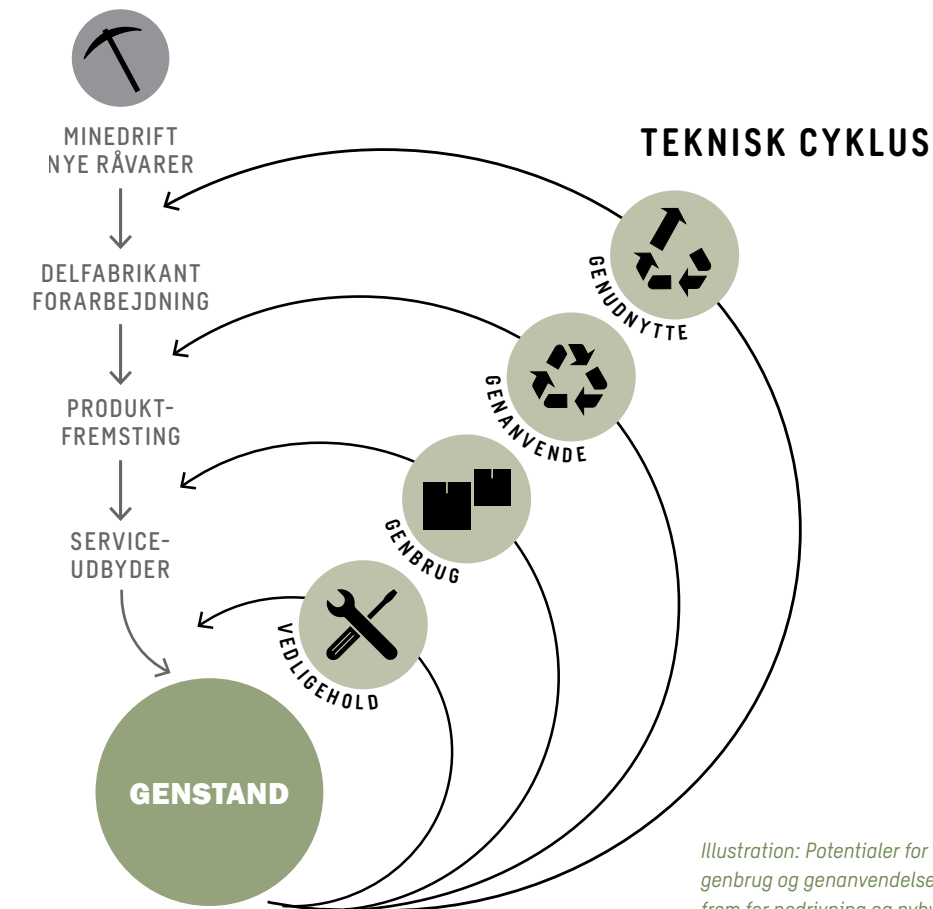 MINEDRIFT
NYE RÅVARER
TEKNISK CYKLUS
DELFABRIKANT
FORARBEJDNING
GENUDNYTTE
PRODUKT-
FREMSTING
GENANVENDE
SERVICE-
UDBYDER
GENBRUG
VEDLIGEHOLD
GENSTAND
Illustration: Potentialer for
genbrug og genanvendelse